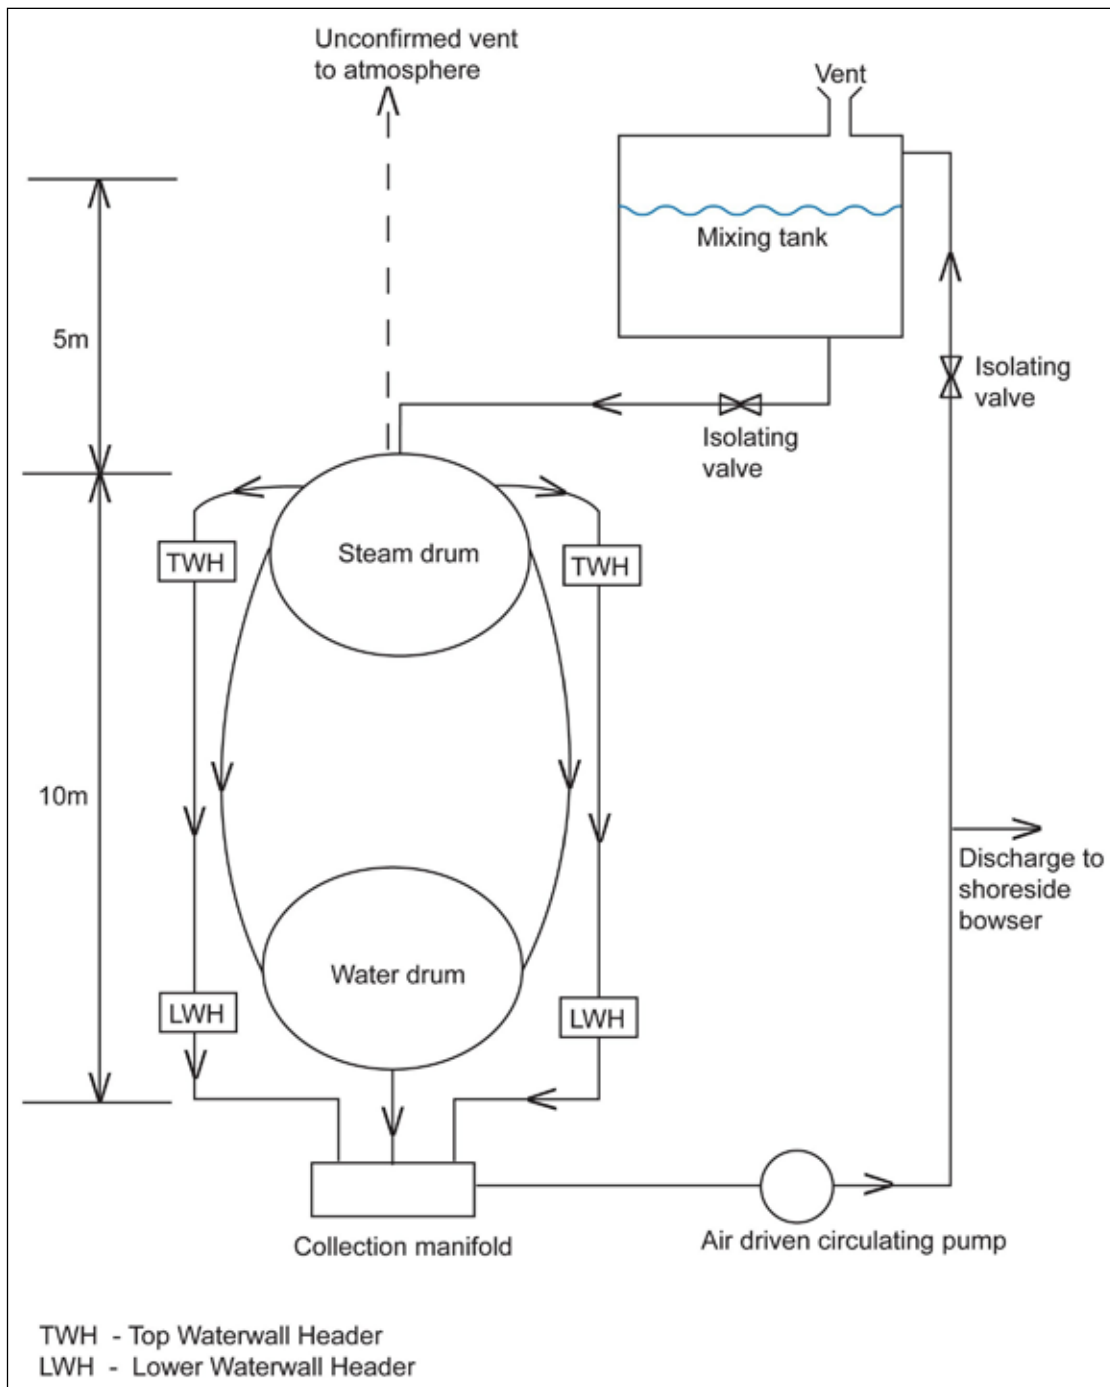 Unconfirmed vent
to atmosphere
Vent
Mixing tank
5m
Isolating
valve
Isolating
valve
TWH
Steam drum
TWH
10m
Discharge to
shoreside
bowser
Water drum
LWH
LWH
Collection manifold
Air driven circulating pump
TWH - Top Waterwall Header
LWH - Lower Waterwall Header